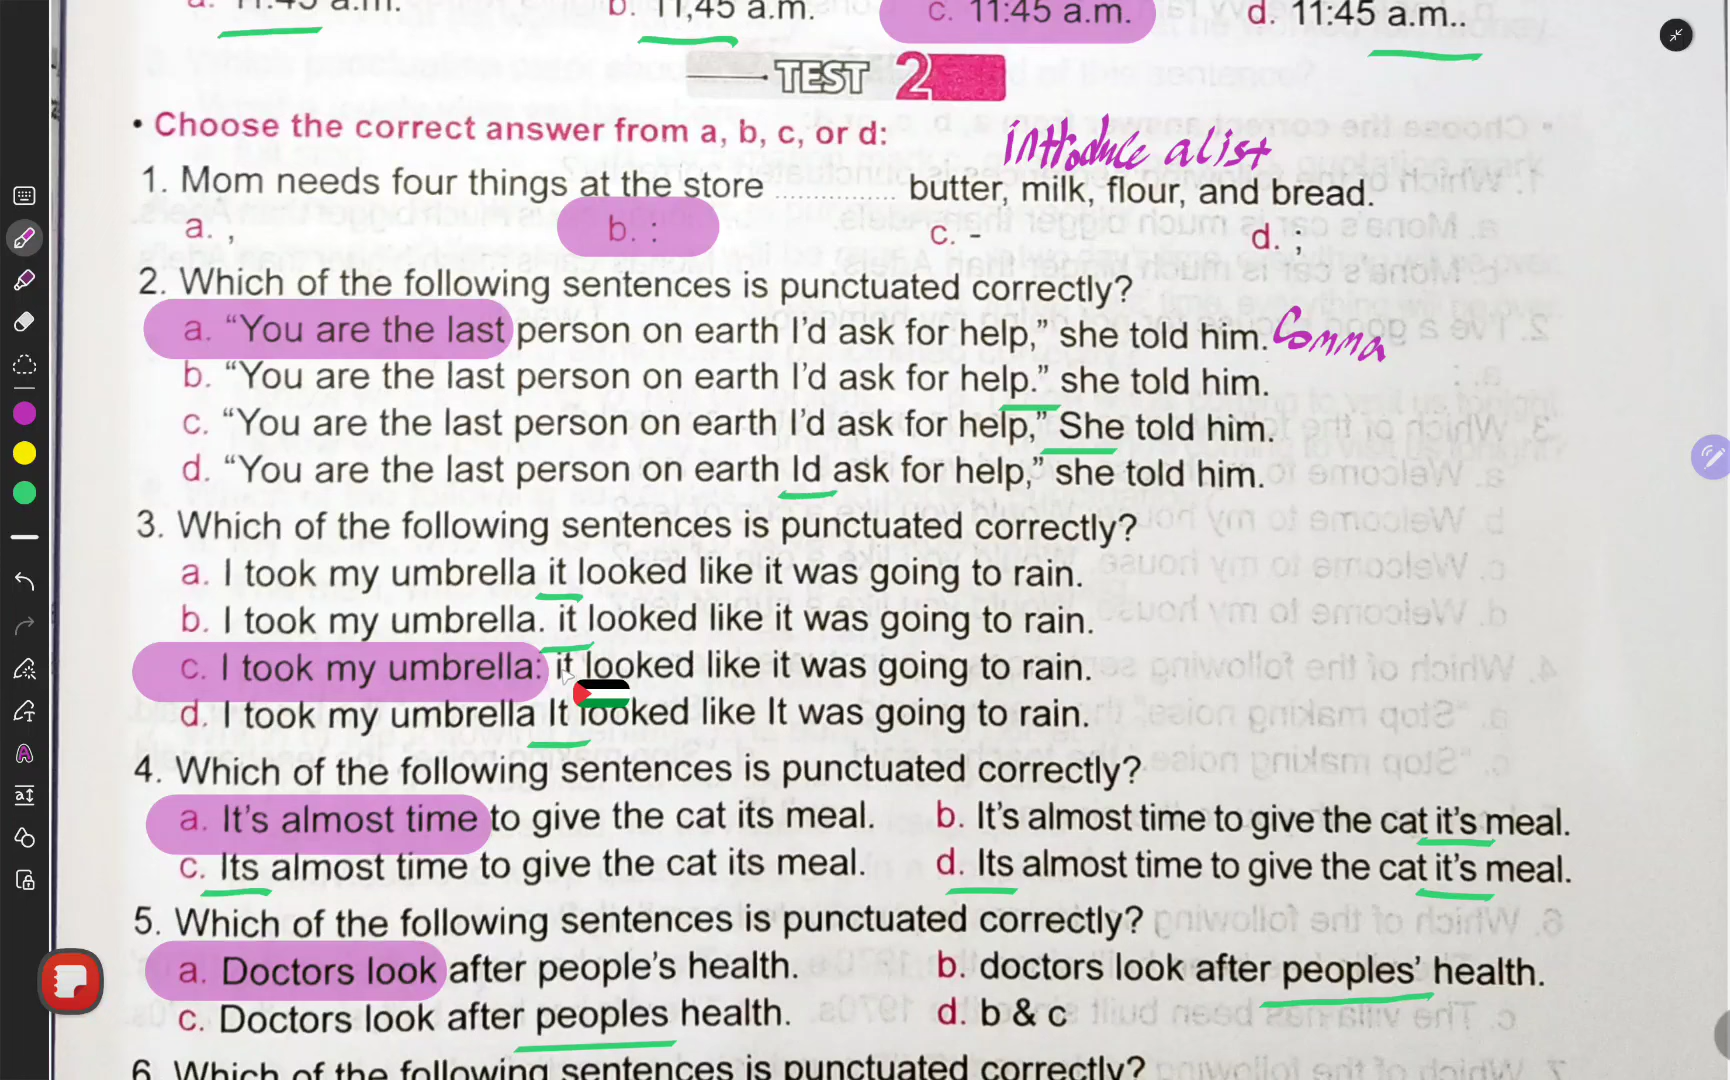 a. 11:45 a.m. b. 11,45 a.m. c. 11:45 a.m. d. 11:45 a.m..
TEST 2
• Choose the correct answer from a, b, c, or d:
introduce a list
1. Mom needs four things at the store .............. butter, milk, flour, and bread.
a. , b. : c. - d. ;
2. Which of the following sentences is punctuated correctly?
a. “You are the last person on earth I’d ask for help,” she told him. Comma
b. “You are the last person on earth I’d ask for help.” she told him.
c. “You are the last person on earth I’d ask for help,” She told him.
d. “You are the last person on earth Id ask for help,” she told him.
3. Which of the following sentences is punctuated correctly?
a. I took my umbrella it looked like it was going to rain.
b. I took my umbrella. it looked like it was going to rain.
c. I took my umbrella: it looked like it was going to rain.
d. I took my umbrella It looked like It was going to rain.
4. Which of the following sentences is punctuated correctly?
a. It’s almost time to give the cat its meal. b. It’s almost time to give the cat it’s meal.
c. Its almost time to give the cat its meal. d. Its almost time to give the cat it’s meal.
5. Which of the following sentences is punctuated correctly?
a. Doctors look after people’s health. b. doctors look after peoples’ health.
c. Doctors look after peoples health. d. b & c
6. Which of the following sentences is punctuated correctly?